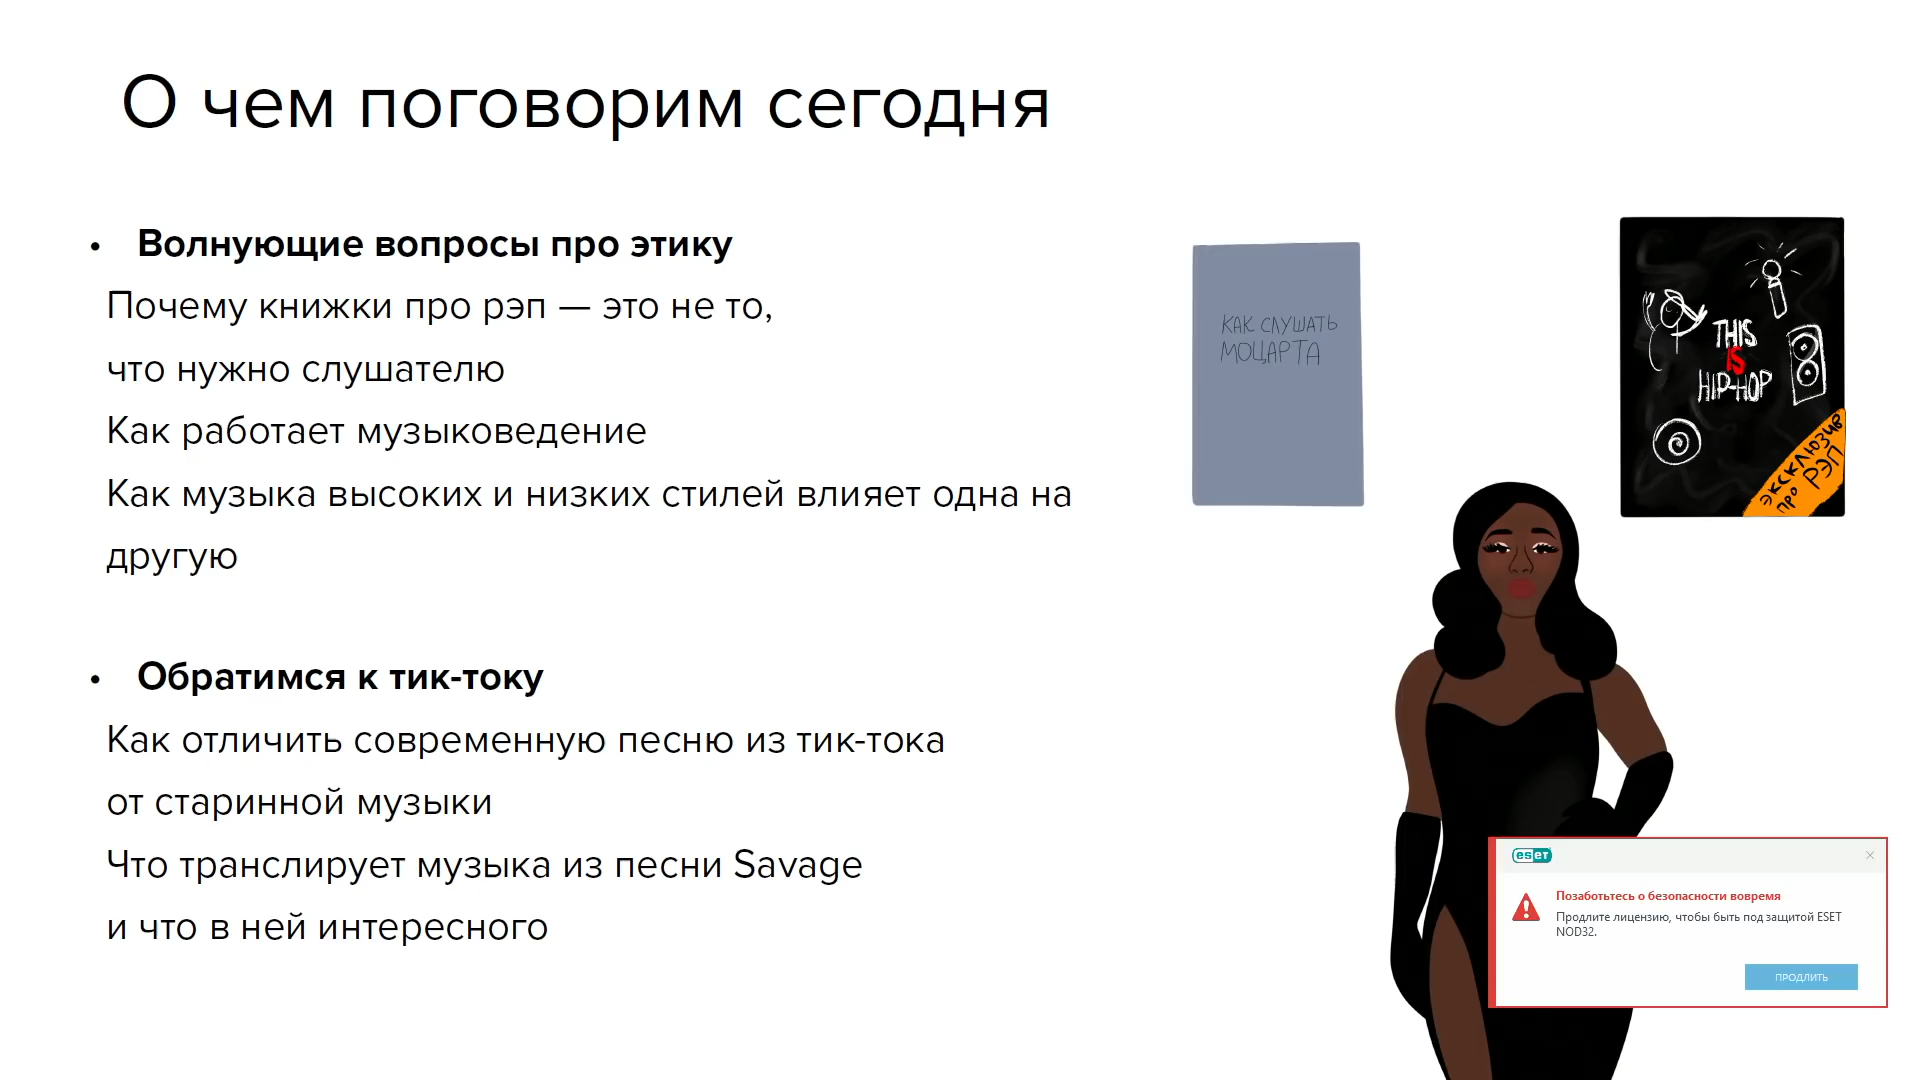 О чем поговорим сегодня
• Волнующие вопросы про этику
Почему книжки про рэп — это не то,
что нужно слушателю
Как работает музыковедение
Как музыка высоких и низких стилей влияет одна на
другую
• Обратимся к тик-току
Как отличить современную песню из тик-тока
от старинной музыки
Что транслирует музыка из песни Savage
и что в ней интересного
КАК СЛУШАТЬ
МОЦАРТА
THIS
IS
HIP-HOP
ЭКСКЛЮЗИВ
ПРО РЭП
eseT
Позаботьтесь о безопасности вовремя
Продлите лицензию, чтобы быть под защитой ESET
NOD32.
ПРОДЛИТЬ